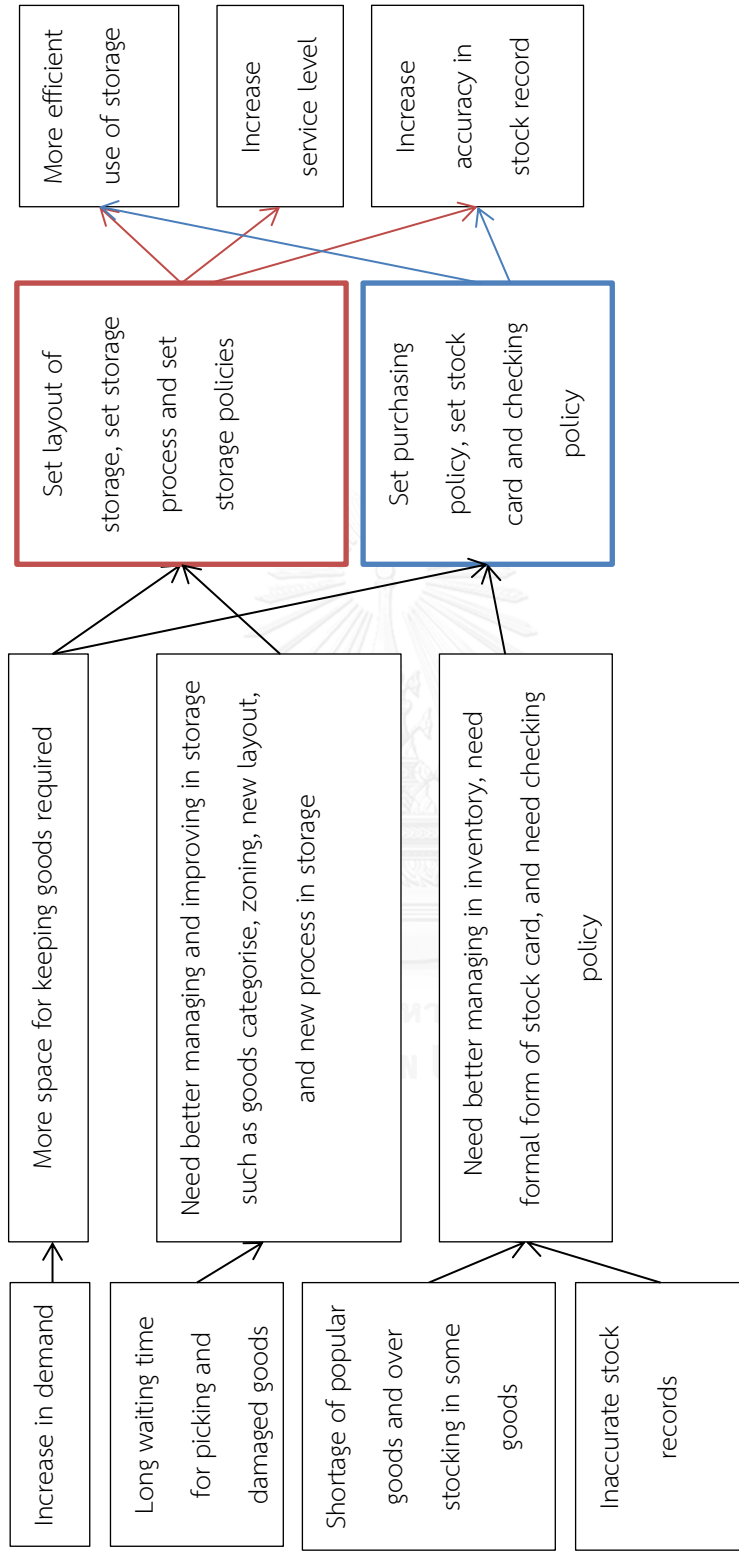 Increase in demand
Long waiting time
for picking and
damaged goods
Shortage of popular
goods and over
stocking in some
goods
Inaccurate stock
records
More space for keeping goods required
Need better managing and improving in storage
such as goods categorise, zoning, new layout,
and new process in storage
Need better managing in inventory, need
formal form of stock card, and need checking
policy
Set layout of
storage, set storage
process and set
storage policies
Set purchasing
policy, set stock
card and checking
policy
More efficient
use of storage
Increase
service level
Increase
accuracy in
stock record